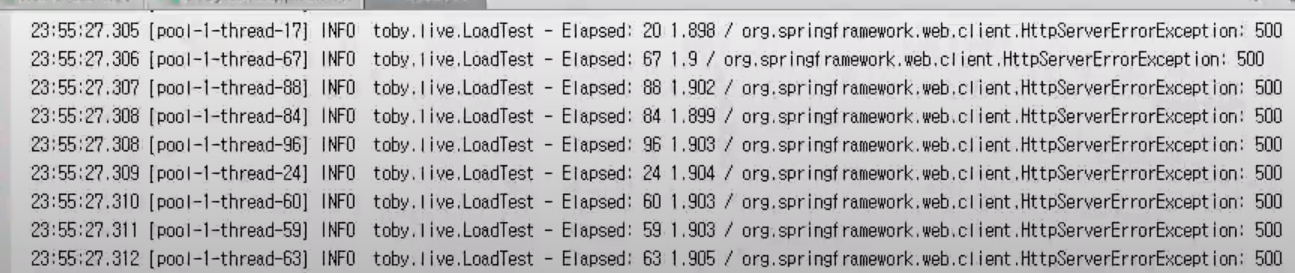 23:55:27.305 [pool-1-thread-17] INFO toby.live.LoadTest - Elapsed: 20 1.898 / org.springframework.web.client.HttpServerErrorException: 500
23:55:27.306 [pool-1-thread-67] INFO toby.live.LoadTest - Elapsed: 67 1.9 / org.springframework.web.client.HttpServerErrorException: 500
23:55:27.307 [pool-1-thread-88] INFO toby.live.LoadTest - Elapsed: 88 1.902 / org.springframework.web.client.HttpServerErrorException: 500
23:55:27.308 [pool-1-thread-84] INFO toby.live.LoadTest - Elapsed: 84 1.899 / org.springframework.web.client.HttpServerErrorException: 500
23:55:27.308 [pool-1-thread-96] INFO toby.live.LoadTest - Elapsed: 96 1.903 / org.springframework.web.client.HttpServerErrorException: 500
23:55:27.309 [pool-1-thread-24] INFO toby.live.LoadTest - Elapsed: 24 1.904 / org.springframework.web.client.HttpServerErrorException: 500
23:55:27.310 [pool-1-thread-60] INFO toby.live.LoadTest - Elapsed: 60 1.903 / org.springframework.web.client.HttpServerErrorException: 500
23:55:27.311 [pool-1-thread-59] INFO toby.live.LoadTest - Elapsed: 59 1.903 / org.springframework.web.client.HttpServerErrorException: 500
23:55:27.312 [pool-1-thread-63] INFO toby.live.LoadTest - Elapsed: 63 1.905 / org.springframework.web.client.HttpServerErrorException: 500